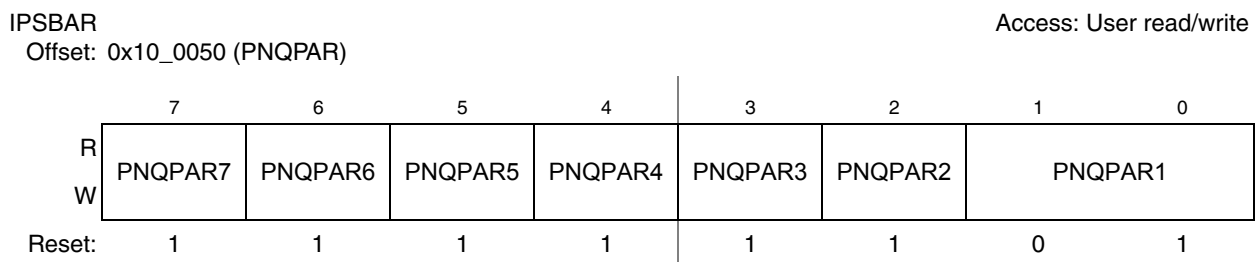 IPSBAR Access: User read/write
Offset: 0x10_0050 (PNQPAR)
7 6 5 4 3 2 1 0
R
W
PNQPAR7 PNQPAR6 PNQPAR5 PNQPAR4 PNQPAR3 PNQPAR2 PNQPAR1
Reset: 1 1 1 1 1 1 0 1